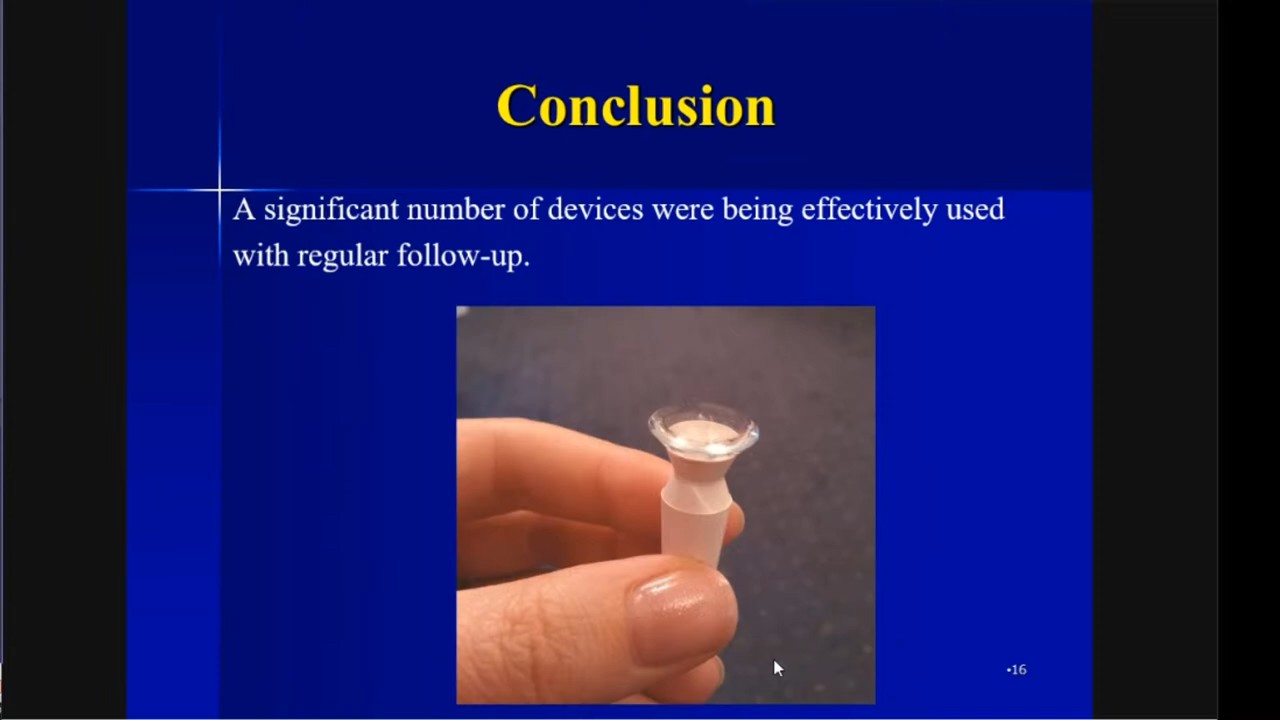 Conclusion
A significant number of devices were being effectively used
with regular follow-up.
•16